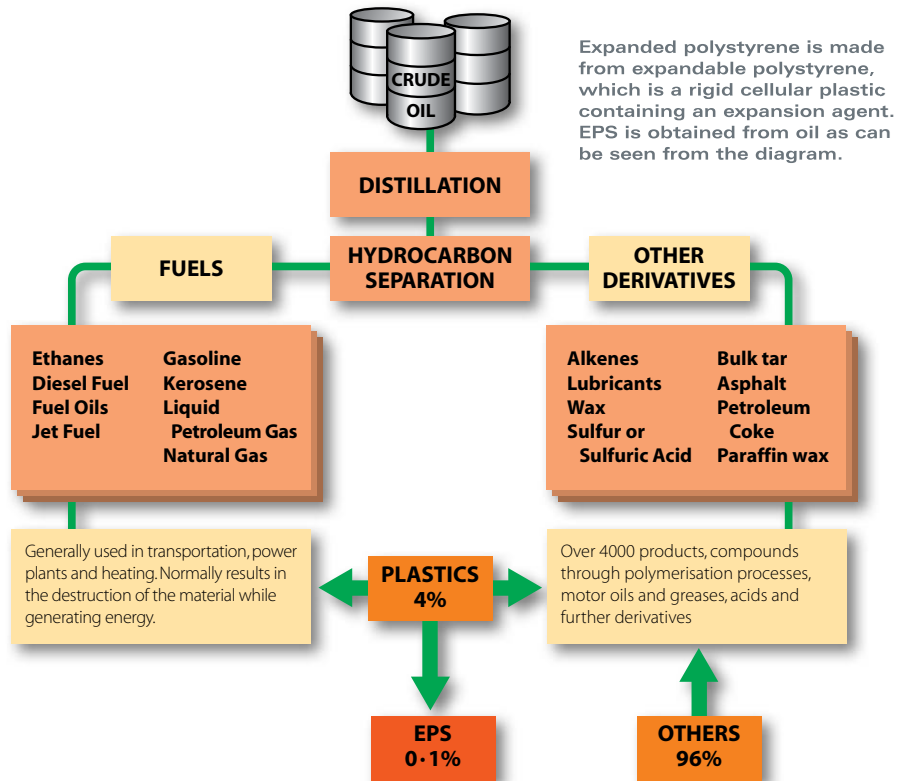 CRUDE
OIL
Expanded polystyrene is made
from expandable polystyrene,
which is a rigid cellular plastic
containing an expansion agent.
EPS is obtained from oil as can
be seen from the diagram.
DISTILLATION
FUELS
HYDROCARBON
SEPARATION
OTHER
DERIVATIVES
Ethanes
Diesel Fuel
Fuel Oils
Jet Fuel
Gasoline
Kerosene
Liquid
Petroleum Gas
Natural Gas
Alkenes
Lubricants
Wax
Sulfur or
Sulfuric Acid
Bulk tar
Asphalt
Petroleum
Coke
Paraffin wax
Generally used in transportation, power
plants and heating. Normally results in
the destruction of the material while
generating energy.
PLASTICS
4%
Over 4000 products, compounds
through polymerisation processes,
motor oils and greases, acids and
further derivatives
EPS
0·1%
OTHERS
96%